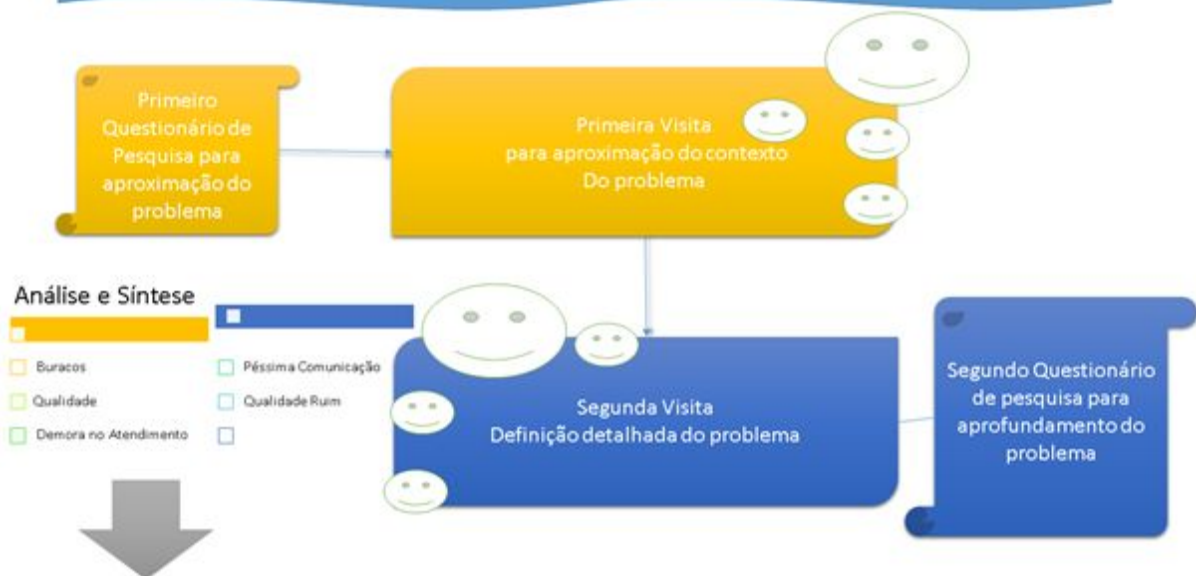 Primeiro
Questionário de
Pesquisa para
aproximação do
problema
Primeira Visita
para aproximação do contexto
Do problema
Análise e Síntese
Buracos
Qualidade
Demora no Atendimento
Péssima Comunicação
Qualidade Ruim
Segunda Visita
Definição detalhada do problema
Segundo Questionário
de pesquisa para
aprofundamento do
problema